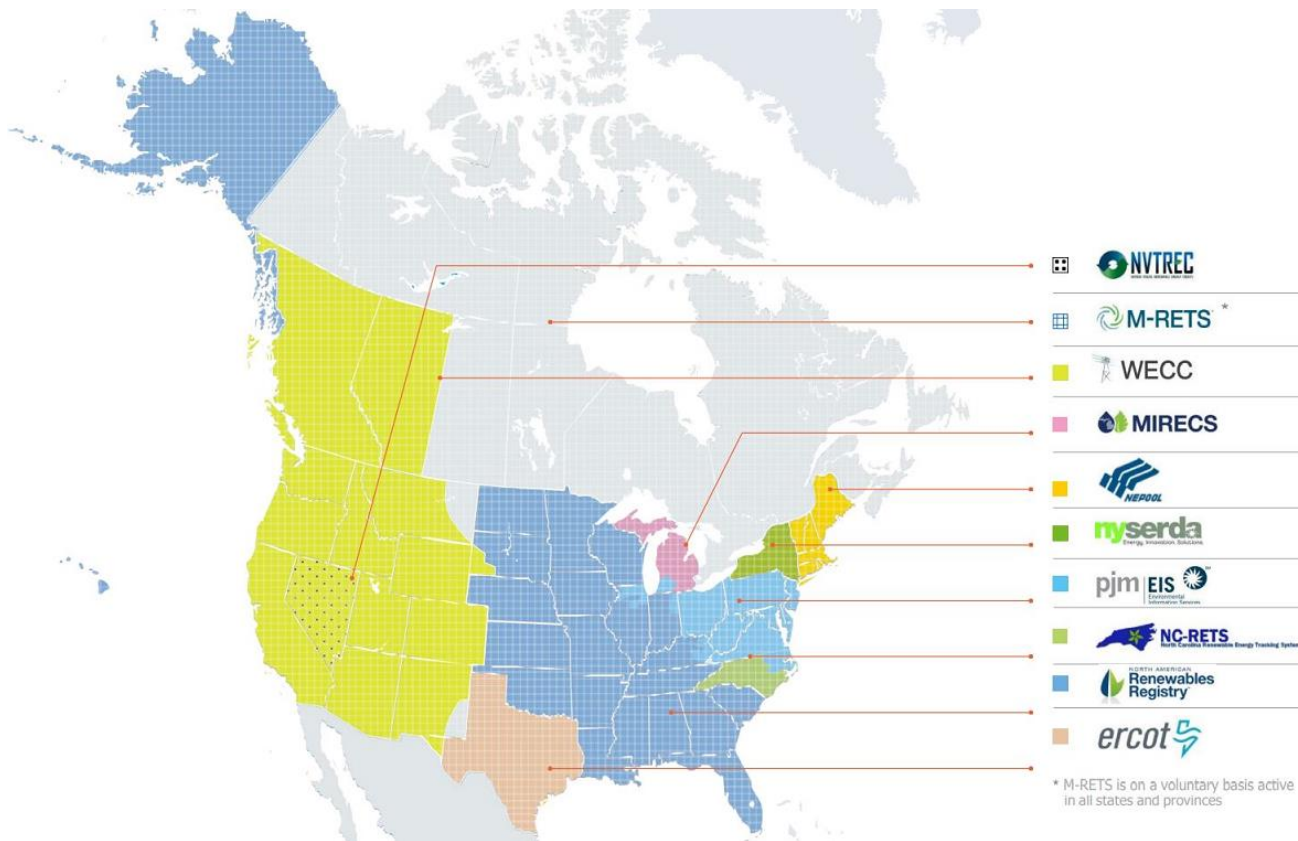 NVTREC
M-RETS *
WECC
MIRECS
NEPOOL
nyserda
Energy. Innovation. Solutions.
pjm EIS
Environmental
Information Services
NC-RETS
North Carolina Renewable Energy Tracking System
NORTH AMERICAN
Renewables
Registry
ercot
* M-RETS is on a voluntary basis active
in all states and provinces